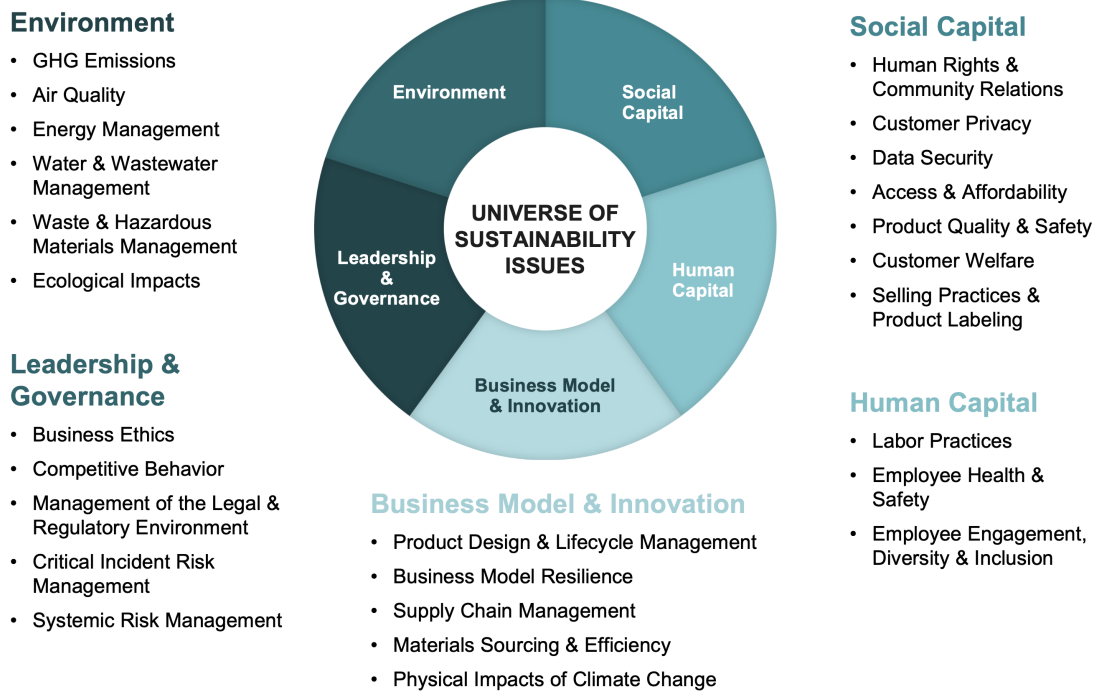 Environment
• GHG Emissions
• Air Quality
• Energy Management
• Water & Wastewater
Management
• Waste & Hazardous
Materials Management
• Ecological Impacts
Leadership &
Governance
• Business Ethics
• Competitive Behavior
• Management of the Legal &
Regulatory Environment
• Critical Incident Risk
Management
• Systemic Risk Management
Environment
Social
Capital
UNIVERSE OF
SUSTAINABILITY
ISSUES
Leadership
&
Governance
Human
Capital
Business Model
& Innovation
Business Model & Innovation
• Product Design & Lifecycle Management
• Business Model Resilience
• Supply Chain Management
• Materials Sourcing & Efficiency
• Physical Impacts of Climate Change
Social Capital
• Human Rights &
Community Relations
• Customer Privacy
• Data Security
• Access & Affordability
• Product Quality & Safety
• Customer Welfare
• Selling Practices &
Product Labeling
Human Capital
• Labor Practices
• Employee Health &
Safety
• Employee Engagement,
Diversity & Inclusion